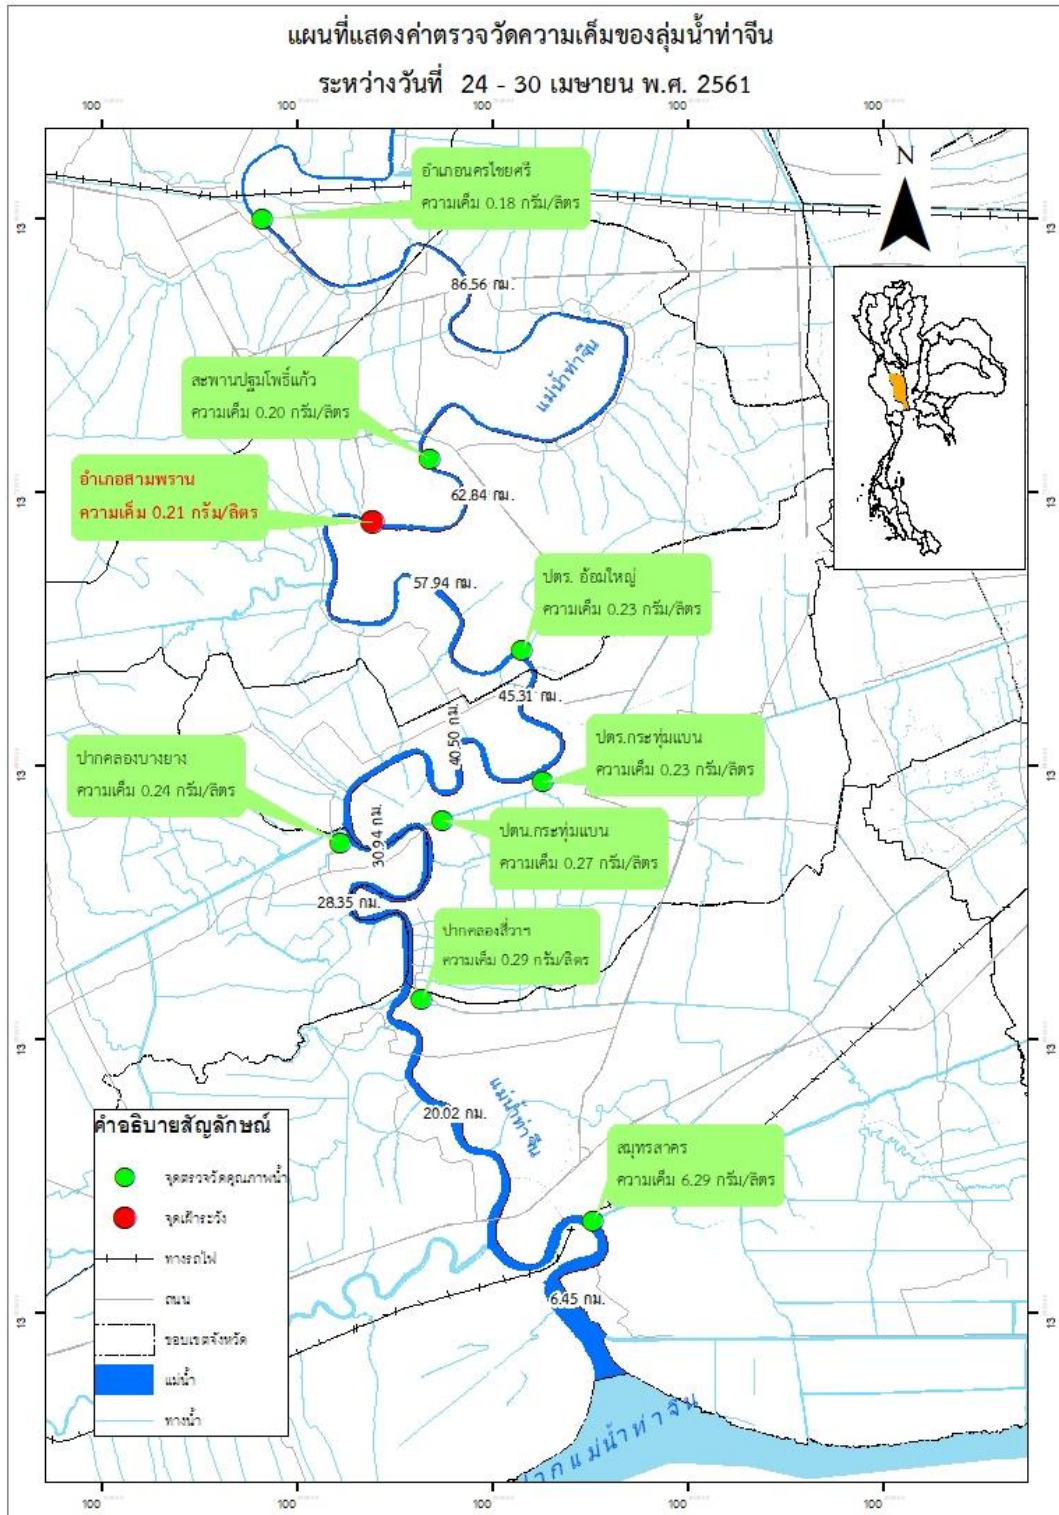 แผนที่แสดงค่าตรวจวัดความเค็มของลุ่มน้ำท่าจีน
ระหว่างวันที่ 24 - 30 เมษายน พ.ศ. 2561
100 100 100 100 100
N
อำเภอนครไชยศรี
ความเค็ม 0.18 กรัม/ลิตร
13 13
86.56 กม.
แม่น้ำท่าจีน
สะพานปฐมโพธิ์แก้ว
ความเค็ม 0.20 กรัม/ลิตร
อำเภอสามพราน
ความเค็ม 0.21 กรัม/ลิตร
13 13
62.84 กม.
57.94 กม.
ปตร. อ้อมใหญ่
ความเค็ม 0.23 กรัม/ลิตร
45.31 กม.
40.50 กม.
ปตร.กระทุ่มแบน
ความเค็ม 0.23 กรัม/ลิตร
ปากคลองบางยาง
ความเค็ม 0.24 กรัม/ลิตร
13 13
ปตน.กระทุ่มแบน
ความเค็ม 0.27 กรัม/ลิตร
30.94 กม.
28.35 กม.
ปากคลองสี่วาฯ
ความเค็ม 0.29 กรัม/ลิตร
13 13
แม่น้ำท่าจีน
20.02 กม.
สมุทรสาคร
ความเค็ม 6.29 กรัม/ลิตร
6.45 กม.
13 13
คำอธิบายสัญลักษณ์
จุดตรวจวัดคุณภาพน้ำ
จุดเฝ้าระวัง
ทางรถไฟ
ถนน
ขอบเขตจังหวัด
แม่น้ำ
ทางน้ำ
ปากแม่น้ำท่าจีน
100 100 100 100 100